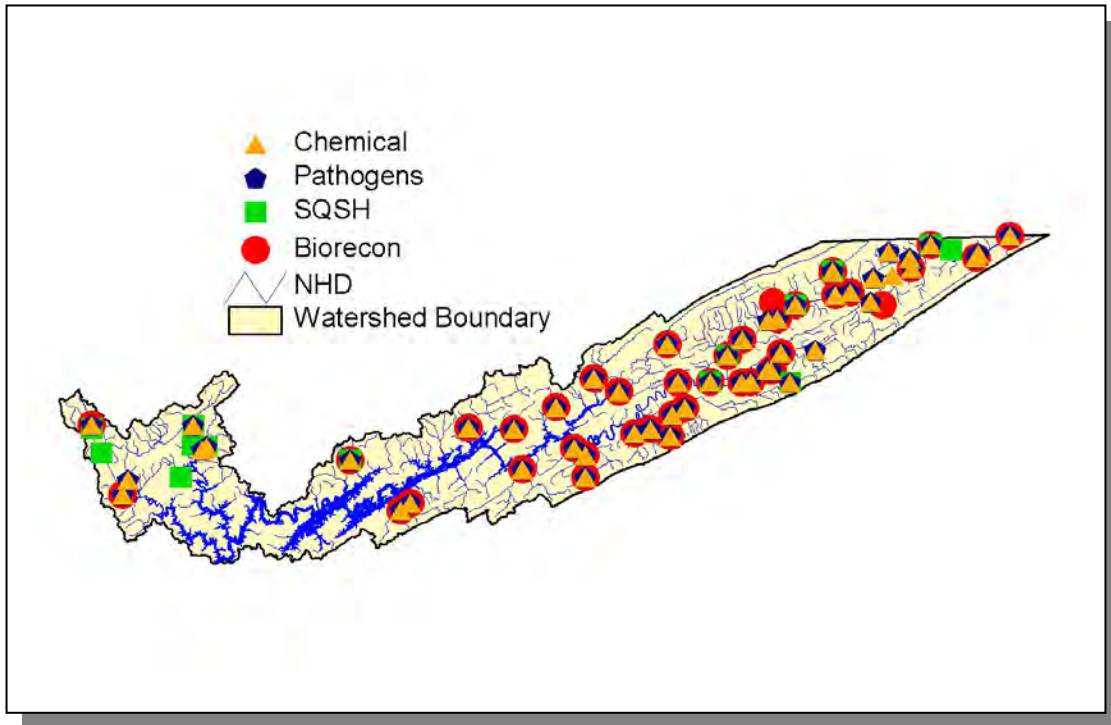 Chemical
Pathogens
SQSH
Biorecon
NHD
Watershed Boundary